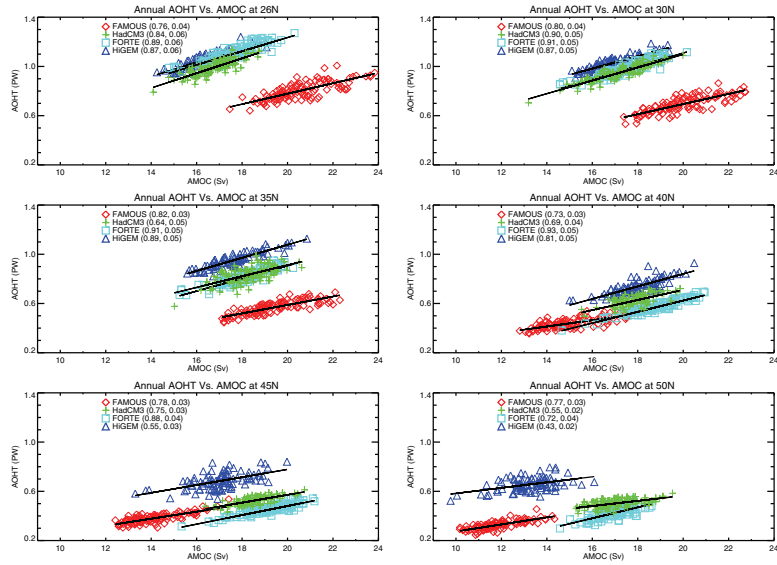 Annual AOHT Vs. AMOC at 26N
1.4
1.0
0.6
0.2
AOHT (PW)
FAMOUS (0.76, 0.04)
HadCM3 (0.84, 0.06)
FORTE (0.89, 0.06)
HiGEM (0.87, 0.06)
10 12 14 16 18 20 22 24
AMOC (Sv)
Annual AOHT Vs. AMOC at 30N
1.4
1.0
0.6
0.2
AOHT (PW)
FAMOUS (0.80, 0.04)
HadCM3 (0.90, 0.05)
FORTE (0.91, 0.05)
HiGEM (0.87, 0.05)
10 12 14 16 18 20 22 24
AMOC (Sv)
Annual AOHT Vs. AMOC at 35N
1.4
1.0
0.6
0.2
AOHT (PW)
FAMOUS (0.82, 0.03)
HadCM3 (0.64, 0.05)
FORTE (0.91, 0.05)
HiGEM (0.89, 0.05)
10 12 14 16 18 20 22 24
AMOC (Sv)
Annual AOHT Vs. AMOC at 40N
1.4
1.0
0.6
0.2
AOHT (PW)
FAMOUS (0.73, 0.03)
HadCM3 (0.69, 0.04)
FORTE (0.93, 0.05)
HiGEM (0.81, 0.05)
10 12 14 16 18 20 22 24
AMOC (Sv)
Annual AOHT Vs. AMOC at 45N
1.4
1.0
0.6
0.2
AOHT (PW)
FAMOUS (0.78, 0.03)
HadCM3 (0.75, 0.03)
FORTE (0.88, 0.04)
HiGEM (0.55, 0.03)
10 12 14 16 18 20 22 24
AMOC (Sv)
Annual AOHT Vs. AMOC at 50N
1.4
1.0
0.6
0.2
AOHT (PW)
FAMOUS (0.77, 0.03)
HadCM3 (0.55, 0.02)
FORTE (0.72, 0.04)
HiGEM (0.43, 0.02)
10 12 14 16 18 20 22 24
AMOC (Sv)